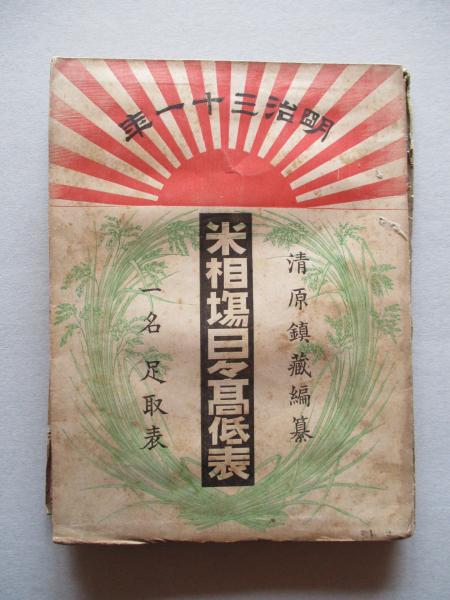 明治三十一年
清原鎮藏編纂
米相場日々髙低表
一名 足取表